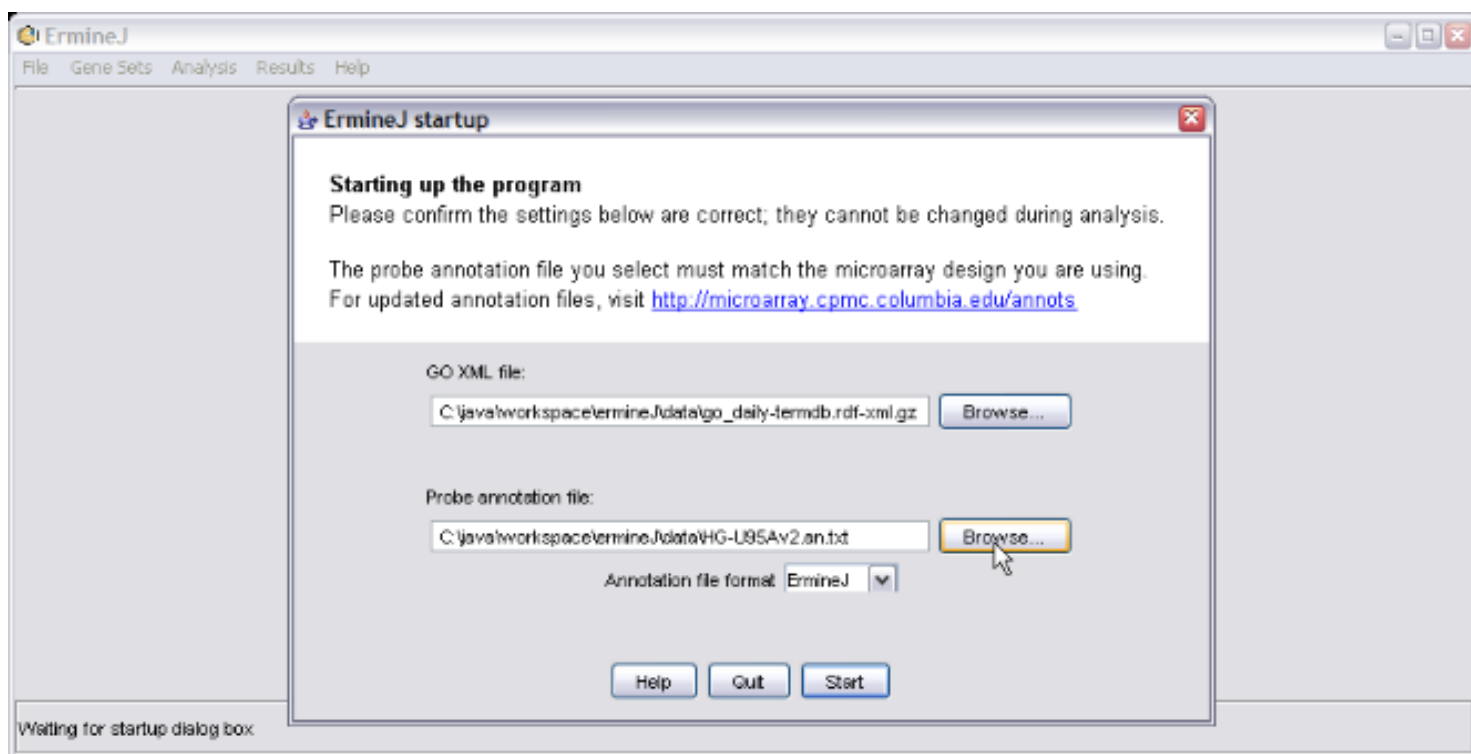 ErmineJ
File Gene Sets Analysis Results Help
ErmineJ startup
Starting up the program
Please confirm the settings below are correct; they cannot be changed during analysis.
The probe annotation file you select must match the microarray design you are using.
For updated annotation files, visit http://microarray.cpmc.columbia.edu/annots
GO XML file:
C:\java\workspace\ermineJ\data\go_daily-termdb.rdf-xml.gz Browse...
Probe annotation file:
C:\java\workspace\ermineJ\data\HG-U95Av2.an.txt Browse...
Annotation file format ErmineJ
Help Quit Start
Waiting for startup dialog box